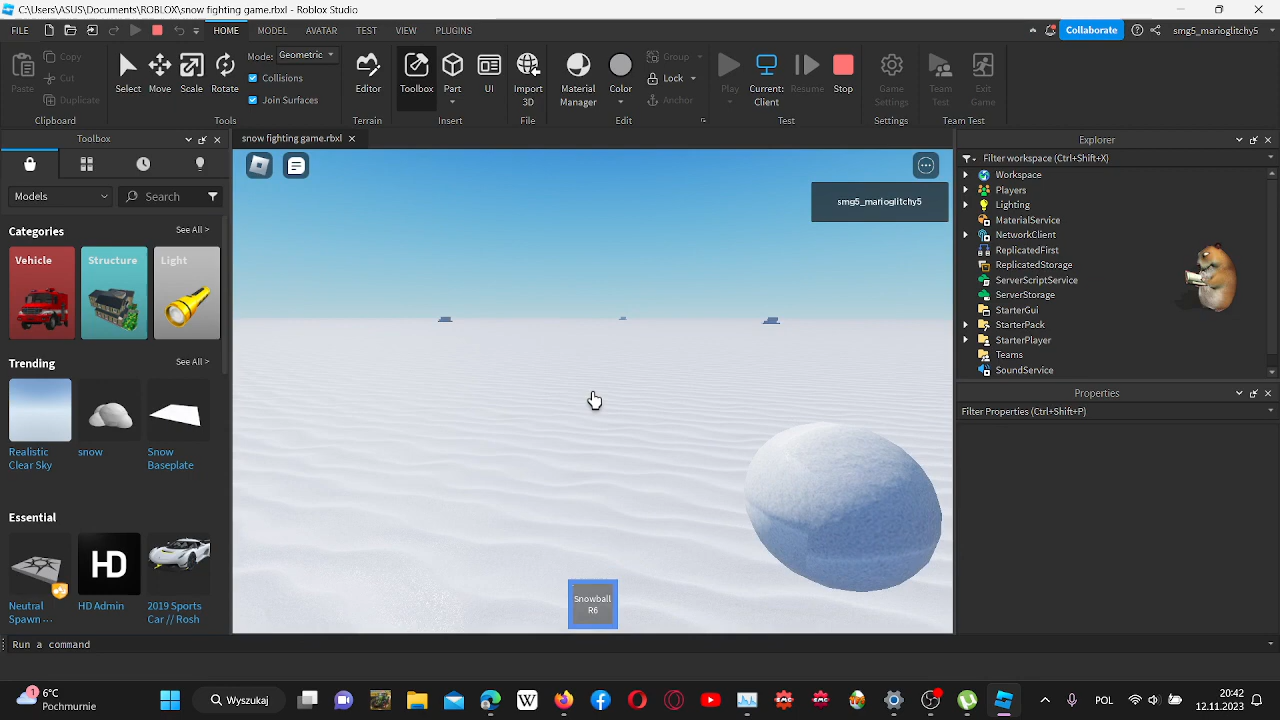 C:\Users\ASUS\Documents\ROBLOX\snow fighting game.rbxl - Roblox Studio
FILE
HOME
MODEL
AVATAR
TEST
VIEW
PLUGINS
Collaborate
smg5_marioglitchy5
Paste
Copy
Cut
Duplicate
Clipboard
Select
Move
Scale
Rotate
Mode: Geometric
Collisions
Join Surfaces
Tools
Editor
Terrain
Toolbox
Part
UI
Insert
Import
3D
File
Material
Manager
Color
Group
Lock
Anchor
Edit
Play
Current:
Client
Resume
Stop
Test
Game
Settings
Settings
Team
Test
Exit
Game
Team Test
Toolbox
Models
Search
Categories
See All >
Vehicle
Structure
Light
Trending
See All >
Realistic
Clear Sky
snow
Snow
Baseplate
Essential
See All >
HD
Neutral
Spawn ...
HD Admin
2019 Sports
Car // Rosh
snow fighting game.rbxl
smg5_marioglitchy5
Snowball
R6
Explorer
Filter workspace (Ctrl+Shift+X)
Workspace
Players
Lighting
MaterialService
NetworkClient
ReplicatedFirst
ReplicatedStorage
ServerScriptService
ServerStorage
StarterGui
StarterPack
StarterPlayer
Teams
SoundService
Properties
Filter Properties (Ctrl+Shift+P)
Run a command
1
6°C
Pochmurnie
Wyszukaj
W
POL
20:42
12.11.2023